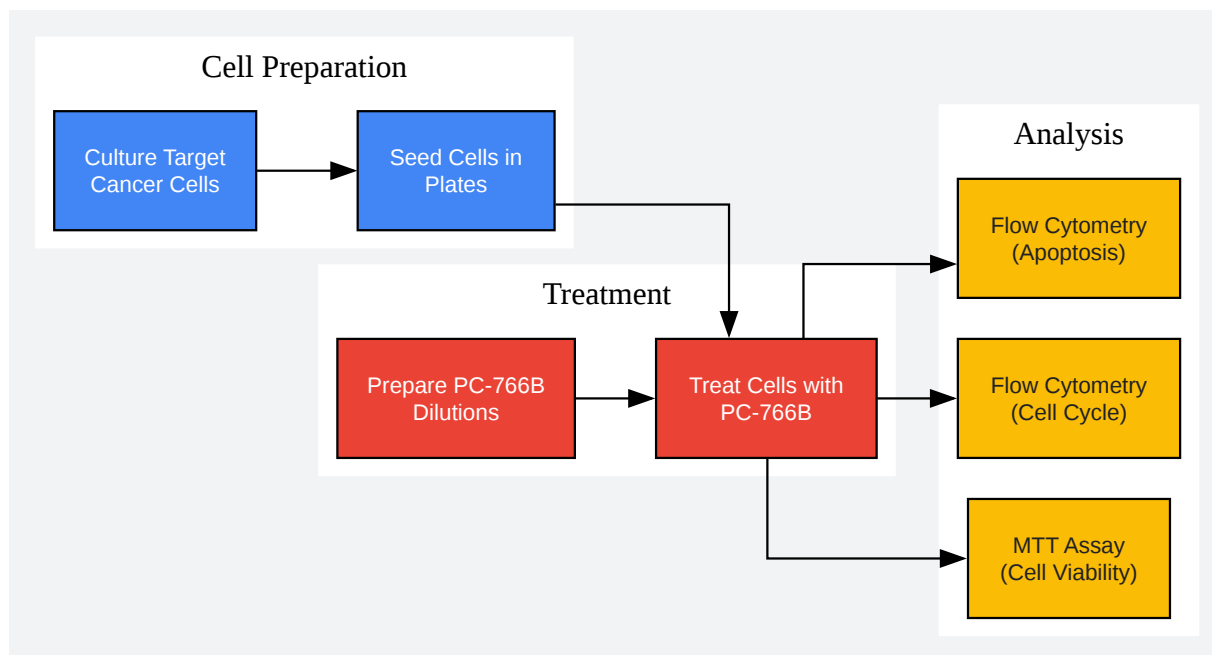 Cell Preparation
Culture Target
Cancer Cells
Seed Cells in
Plates
Treatment
Prepare PC-766B
Dilutions
Treat Cells with
PC-766B
Analysis
Flow Cytometry
(Apoptosis)
Flow Cytometry
(Cell Cycle)
MTT Assay
(Cell Viability)